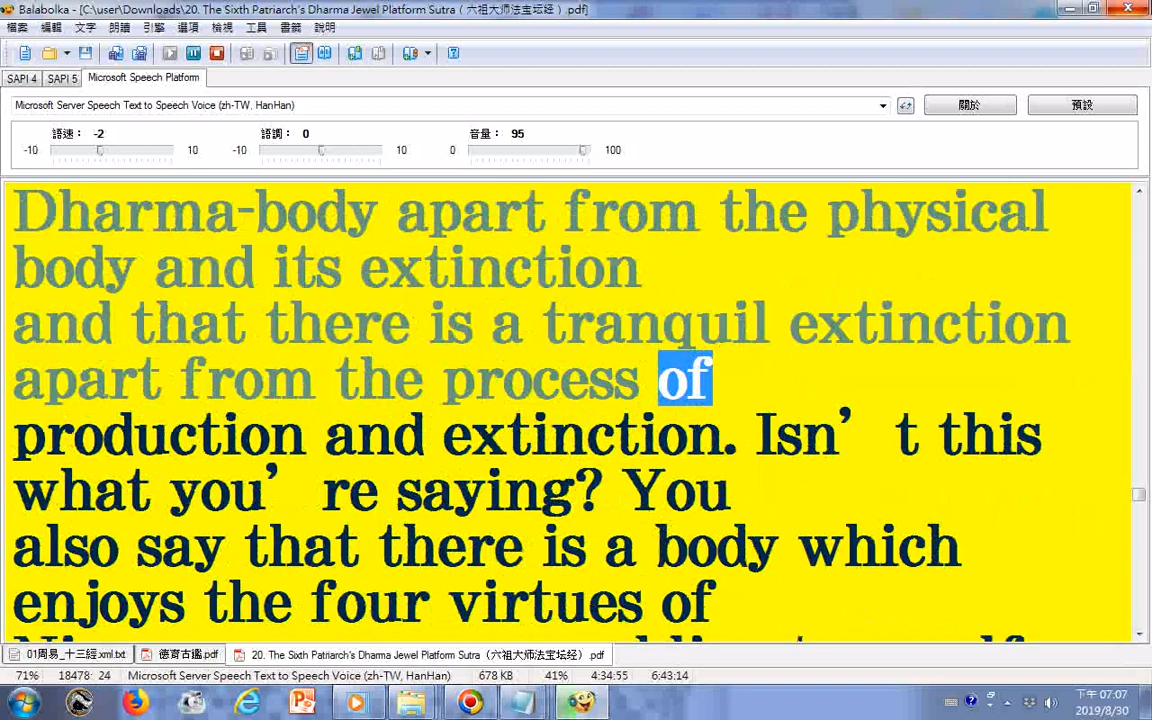 Balabolka - [C:\user\Downloads\20. The Sixth Patriarch's Dharma Jewel Platform Sutra（六祖大师法宝坛经）.pdf]
檔案 編輯 文字 朗讀 引擎 選項 檢視 工具 書籤 說明
SAPI 4 SAPI 5 Microsoft Speech Platform
Microsoft Server Speech Text to Speech Voice (zh-TW, HanHan) 關於 預設
語速： -2 語調： 0 音量： 95
-10 10 -10 10 0 100
Dharma-body apart from the physical
body and its extinction
and that there is a tranquil extinction
apart from the process of
production and extinction. Isn’t this
what you’re saying? You
also say that there is a body which
enjoys the four virtues of
01周易_十三經.xml.txt 德育古鑑.pdf 20. The Sixth Patriarch's Dharma Jewel Platform Sutra（六祖大师法宝坛经）.pdf
71% 18478: 24 Microsoft Server Speech Text to Speech Voice (zh-TW, HanHan) 678 KB 41% 4:34:55 6:43:14
下午 07:07
2019/8/30